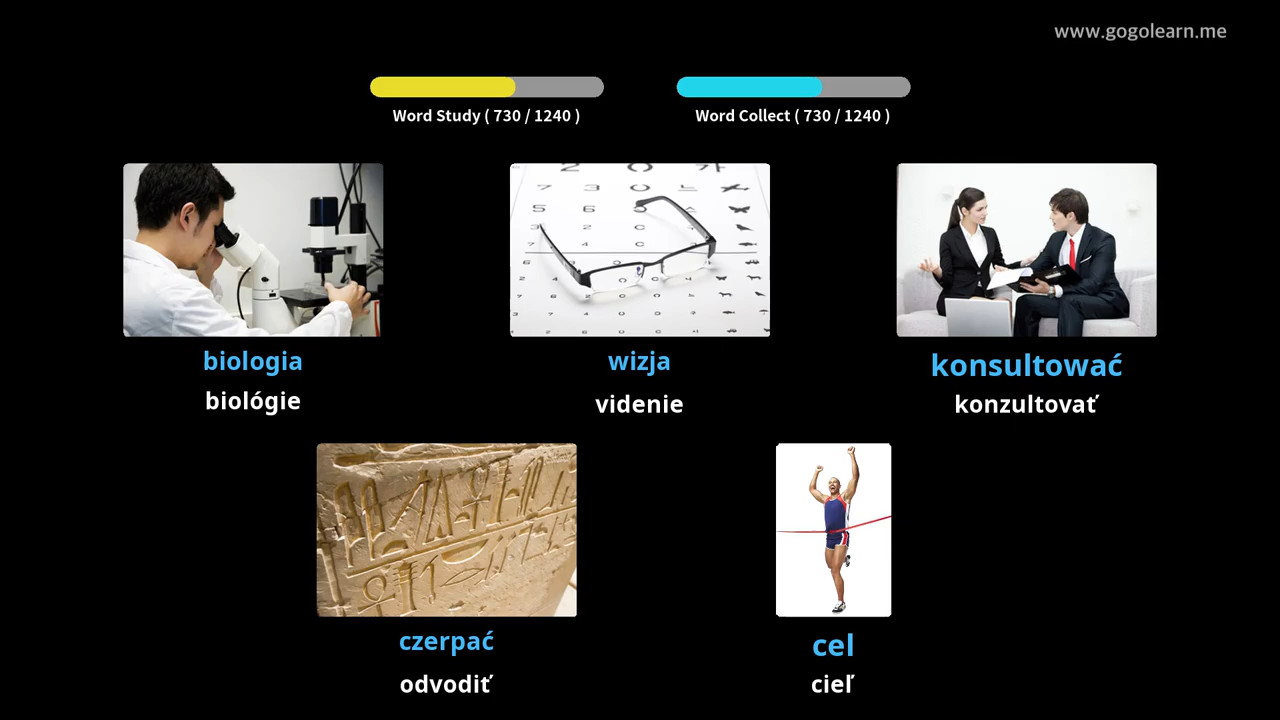 www.gogolearn.me
Word Study ( 730 / 1240 )
Word Collect ( 730 / 1240 )
biologia
biológie
wizja
videnie
konsultować
konzultovať
czerpać
odvodiť
cel
cieľ